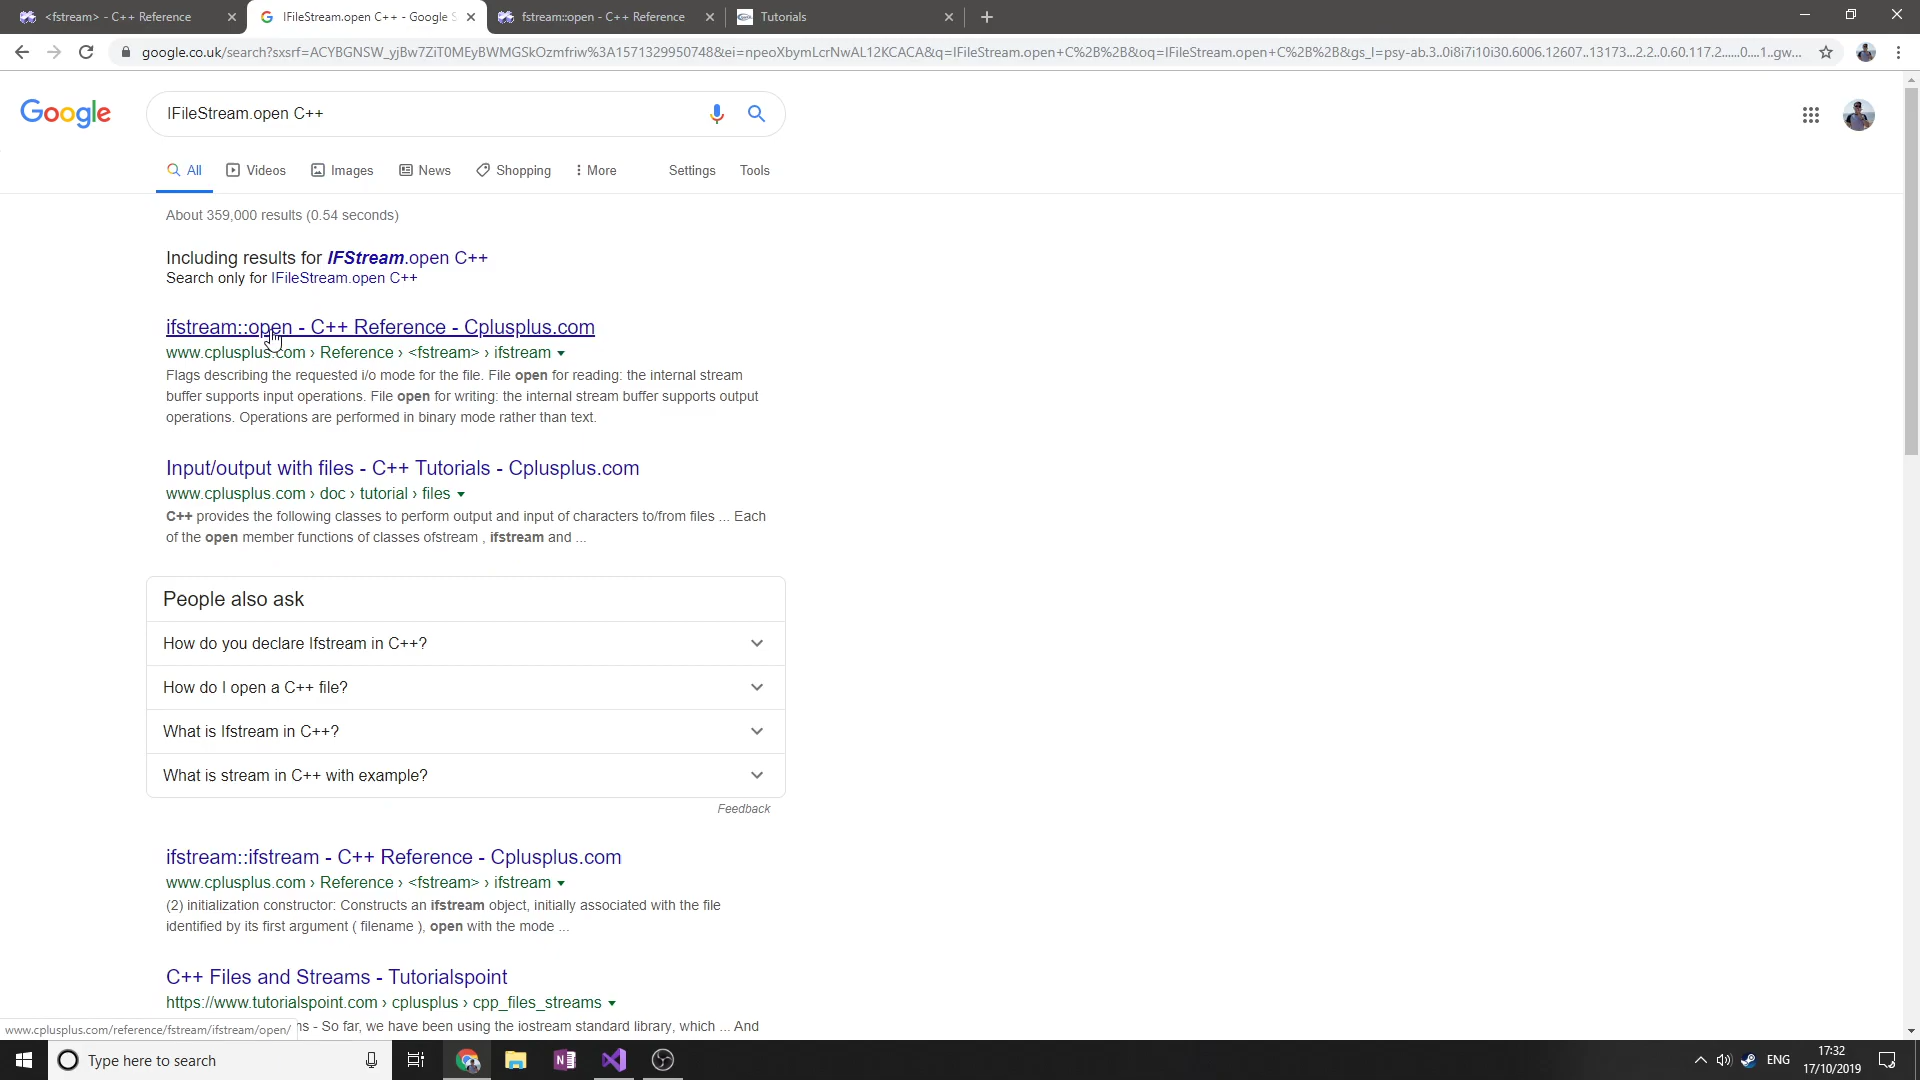 <fstream> - C++ Reference
IFileStream.open C++ - Google S
fstream::open - C++ Reference
Tutorials
google.co.uk/search?sxsrf=ACYBGNSW_yjBw7ZiT0MEyBWMGSkOzmfriw%3A1571329950748&ei=npeoXbymLcrNwAL12KCACA&q=IFileStream.open+C%2B%2B&oq=IFileStream.open+C%2B%2B&gs_l=psy-ab.3..0i8i7i10i30.6006.12607..13173...2.2..0.60.117.2......0....1..gw...
Google
IFileStream.open C++
All
Videos
Images
News
Shopping
More
Settings
Tools
About 359,000 results (0.54 seconds)
Including results for IFStream.open C++
Search only for IFileStream.open C++
ifstream::open - C++ Reference - Cplusplus.com
www.cplusplus.com › Reference › <fstream> › ifstream
Flags describing the requested i/o mode for the file. File open for reading: the internal stream
buffer supports input operations. File open for writing: the internal stream buffer supports output
operations. Operations are performed in binary mode rather than text.
Input/output with files - C++ Tutorials - Cplusplus.com
www.cplusplus.com › doc › tutorial › files
C++ provides the following classes to perform output and input of characters to/from files ... Each
of the open member functions of classes ofstream , ifstream and ...
People also ask
How do you declare Ifstream in C++?
How do I open a C++ file?
What is Ifstream in C++?
What is stream in C++ with example?
Feedback
ifstream::ifstream - C++ Reference - Cplusplus.com
www.cplusplus.com › Reference › <fstream> › ifstream
(2) initialization constructor: Constructs an ifstream object, initially associated with the file
identified by its first argument ( filename ), open with the mode ...
C++ Files and Streams - Tutorialspoint
https://www.tutorialspoint.com › cplusplus › cpp_files_streams
ns - So far, we have been using the iostream standard library, which ... And
www.cplusplus.com/reference/fstream/ifstream/open/
Type here to search
ENG
17:32
17/10/2019